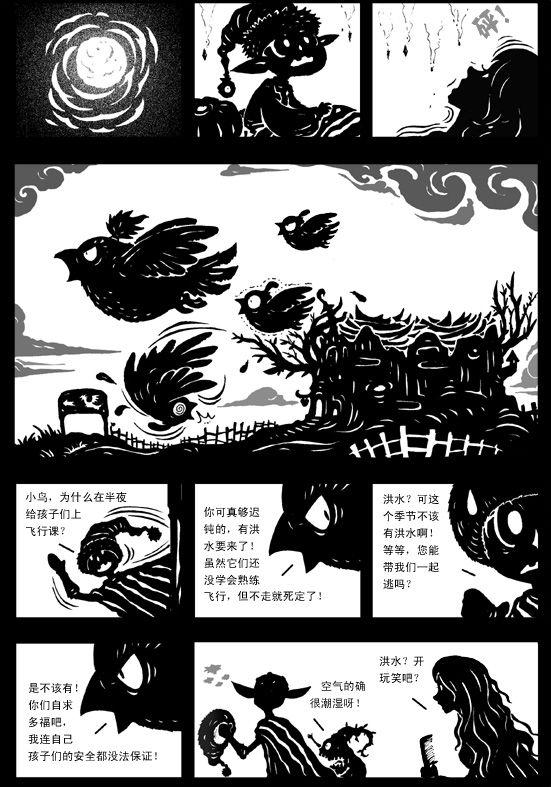 砰！
小鸟，为什么在半夜
给孩子们上
飞行课？
你可真够迟
钝的，有洪
水要来了！
虽然它们还
没学会熟练
飞行，但不走就死定了！
洪水？可这
个季节不该
有洪水啊！
等等，您能
带我们一起
逃吗？
是不该有！
你们自求
多福吧，
我连自己
孩子们的安全都没法保证！
空气的确
很潮湿呀！
洪水？开
玩笑吧？